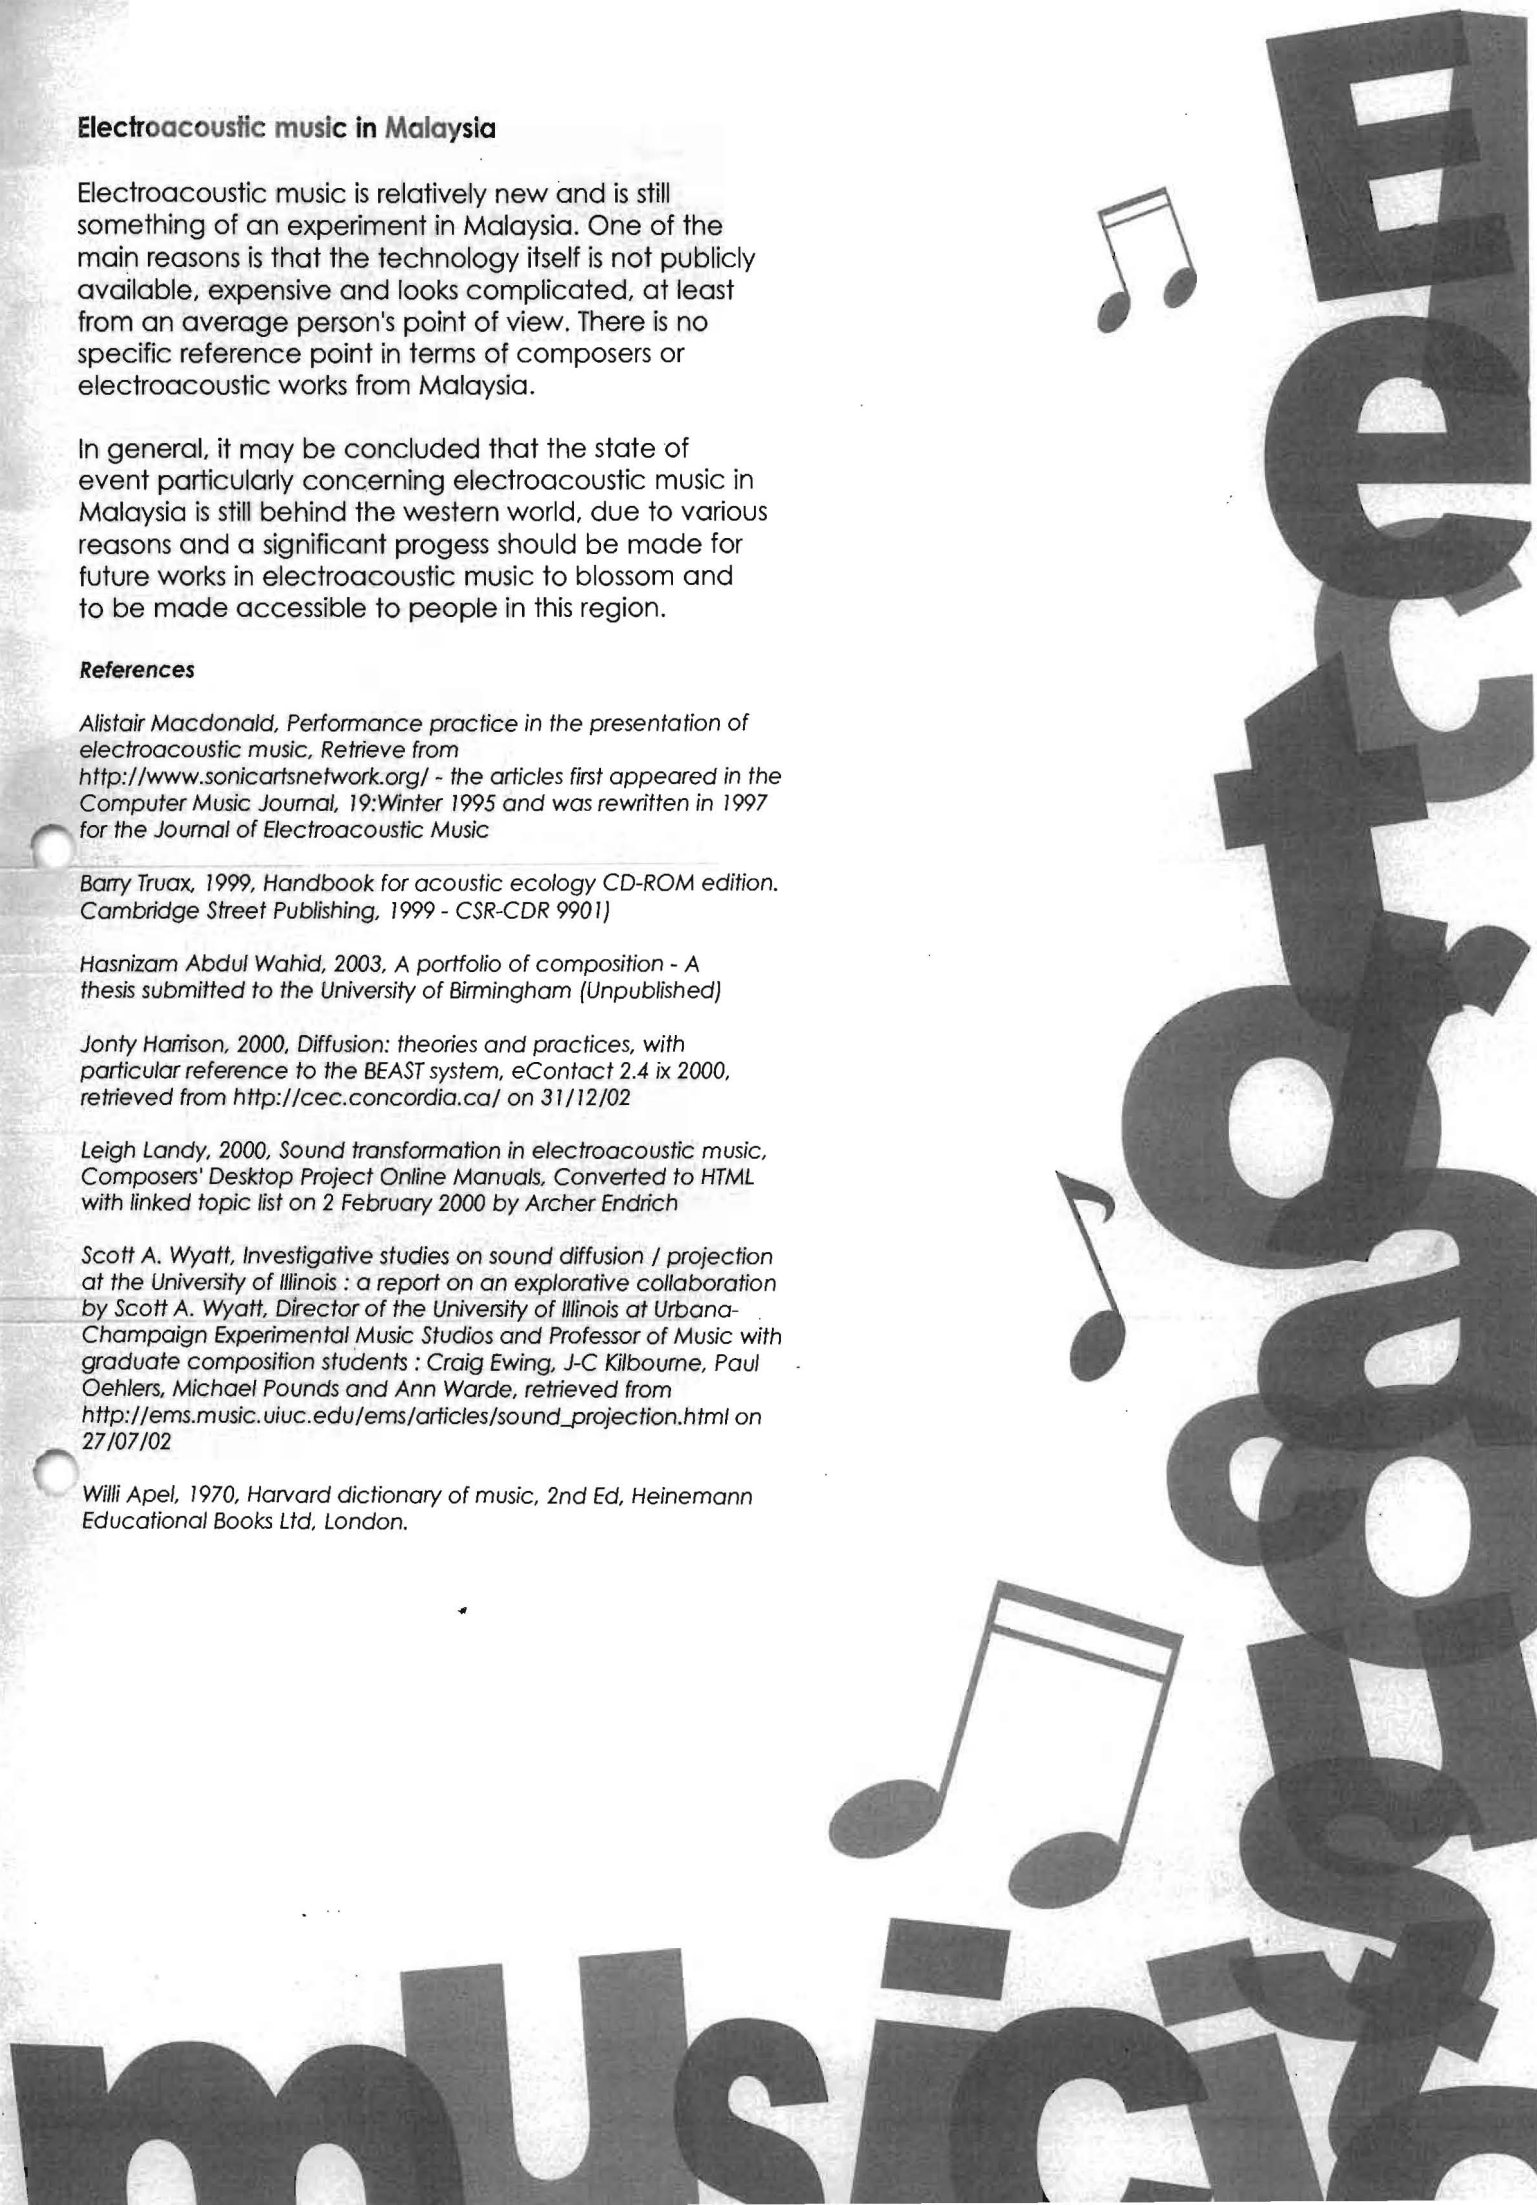 Electroacoustic music in Malaysia
Electroacoustic music is relatively new and is still
something of an experiment in Malaysia. One of the
main reasons is that the technology itself is not publicly
available, expensive and looks complicated, at least
from an average person's point of view. There is no
specific reference point in terms of composers or
electroacoustic works from Malaysia.
In general, it may be concluded that the state of
event particularly concerning electroacoustic music in
Malaysia is still behind the western world, due to various
reasons and a significant progess should be made for
future works in electroacoustic music to blossom and
to be made accessible to people in this region.
References
Alistair Macdonald, Performance practice in the presentation of
electroacoustic music, Retrieve from
http://www.sonicartsnetwork.org/ - the articles first appeared in the
Computer Music Journal, 19:Winter 1995 and was rewritten in 1997
for the Journal of Electroacoustic Music
Barry Truax, 1999, Handbook for acoustic ecology CD-ROM edition.
Cambridge Street Publishing, 1999 - CSR-CDR 9901)
Hasnizam Abdul Wahid, 2003, A portfolio of composition - A
thesis submitted to the University of Birmingham (Unpublished)
Jonty Harrison, 2000, Diffusion: theories and practices, with
particular reference to the BEAST system, eContact 2.4 ix 2000,
retrieved from http://cec.concordia.ca/ on 31/12/02
Leigh Landy, 2000, Sound transformation in electroacoustic music,
Composers' Desktop Project Online Manuals, Converted to HTML
with linked topic list on 2 February 2000 by Archer Endrich
Scott A. Wyatt, Investigative studies on sound diffusion / projection
at the University of Illinois : a report on an explorative collaboration
by Scott A. Wyatt, Director of the University of Illinois at Urbana-
Champaign Experimental Music Studios and Professor of Music with
graduate composition students : Craig Ewing, J-C Kilbourne, Paul
Oehlers, Michael Pounds and Ann Warde, retrieved from
http://ems.music.uiuc.edu/ems/articles/sound_projection.html on
27/07/02
Willi Apel, 1970, Harvard dictionary of music, 2nd Ed, Heinemann
Educational Books Ltd, London.
Electroacoustic
music